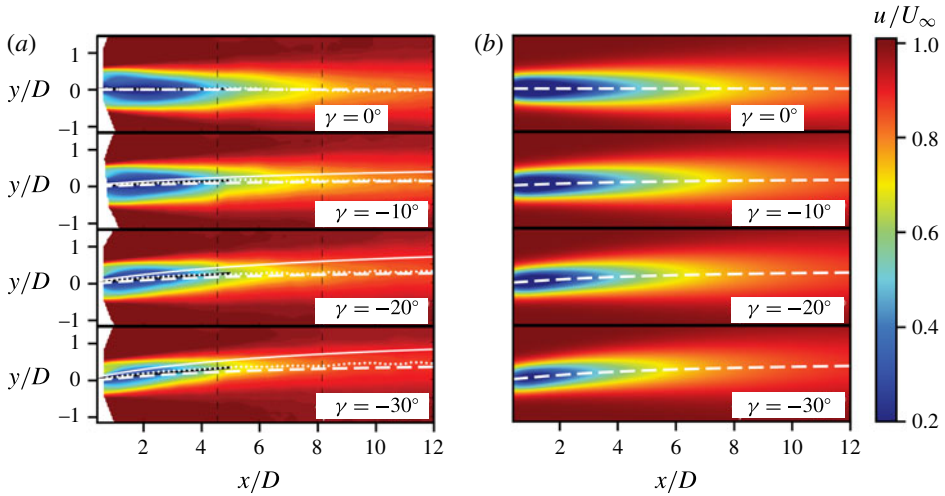 (a)
1
y/D 0
–1
γ = 0°
1
y/D 0
–1
γ = −10°
1
y/D 0
–1
γ = −20°
1
y/D 0
–1
γ = −30°
2 4 6 8 10 12
x/D
(b)
γ = 0°
γ = −10°
γ = −20°
γ = −30°
2 4 6 8 10 12
x/D
u/U∞
1.0
0.8
0.6
0.4
0.2